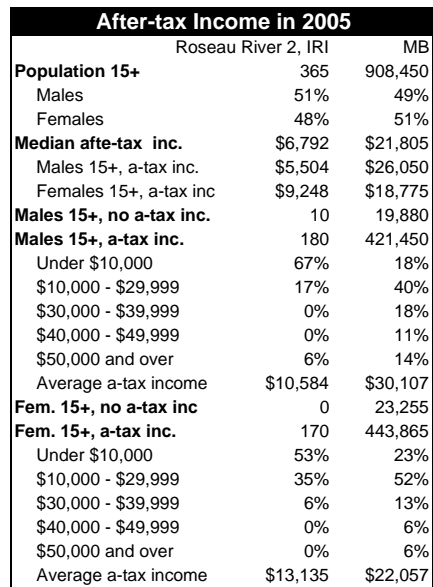 After-tax Income in 2005
Roseau River 2, IRI MB
Population 15+ 365 908,450
Males 51% 49%
Females 48% 51%
Median afte-tax inc. $6,792 $21,805
Males 15+, a-tax inc. $5,504 $26,050
Females 15+, a-tax inc $9,248 $18,775
Males 15+, no a-tax inc. 10 19,880
Males 15+, a-tax inc. 180 421,450
Under $10,000 67% 18%
$10,000 - $29,999 17% 40%
$30,000 - $39,999 0% 18%
$40,000 - $49,999 0% 11%
$50,000 and over 6% 14%
Average a-tax income $10,584 $30,107
Fem. 15+, no a-tax inc 0 23,255
Fem. 15+, a-tax inc. 170 443,865
Under $10,000 53% 23%
$10,000 - $29,999 35% 52%
$30,000 - $39,999 6% 13%
$40,000 - $49,999 0% 6%
$50,000 and over 0% 6%
Average a-tax income $13,135 $22,057